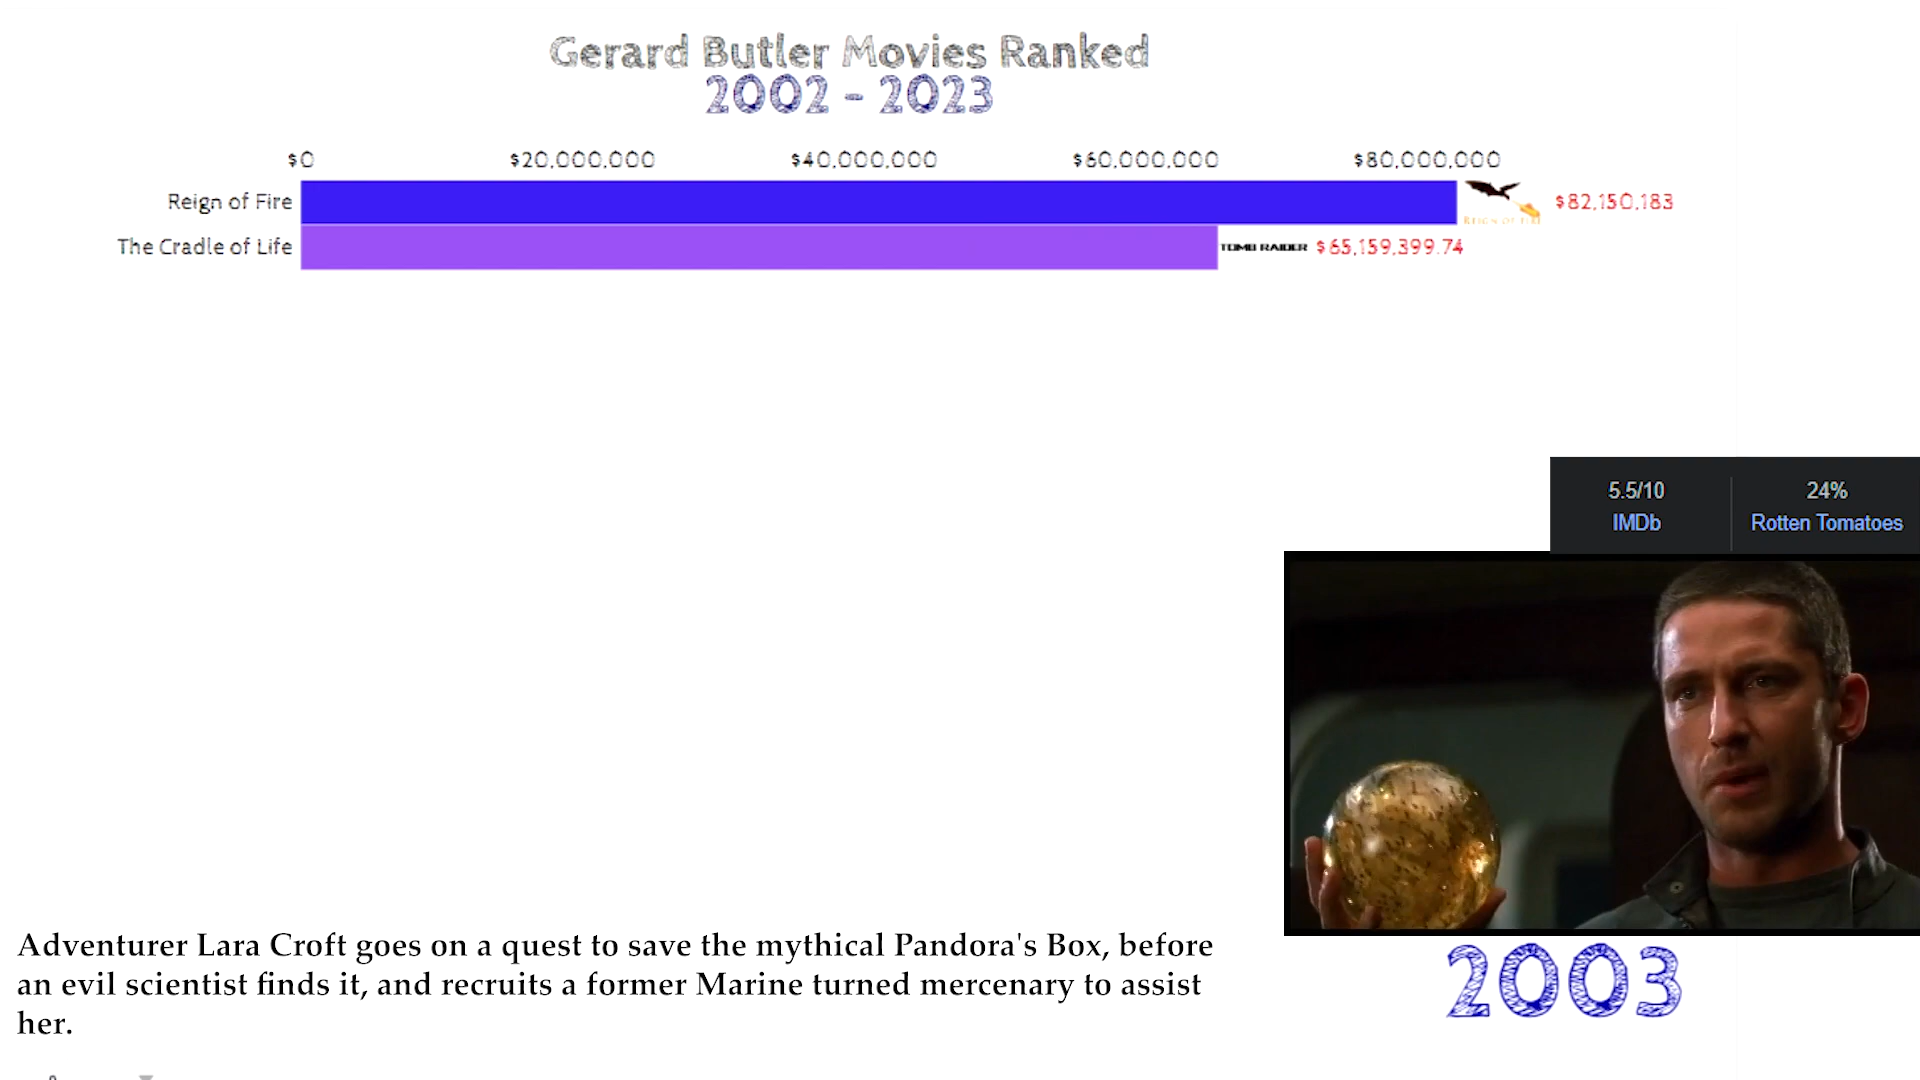 Gerard Butler Movies Ranked
2002 - 2023
$0 $20,000,000 $40,000,000 $60,000,000 $80,000,000
Reign of Fire REIGN OF FIRE $82,150,183
The Cradle of Life TOMB RAIDER $65,159,399.74
5.5/10 24%
IMDb Rotten Tomatoes
Adventurer Lara Croft goes on a quest to save the mythical Pandora's Box, before
an evil scientist finds it, and recruits a former Marine turned mercenary to assist
her.
2003